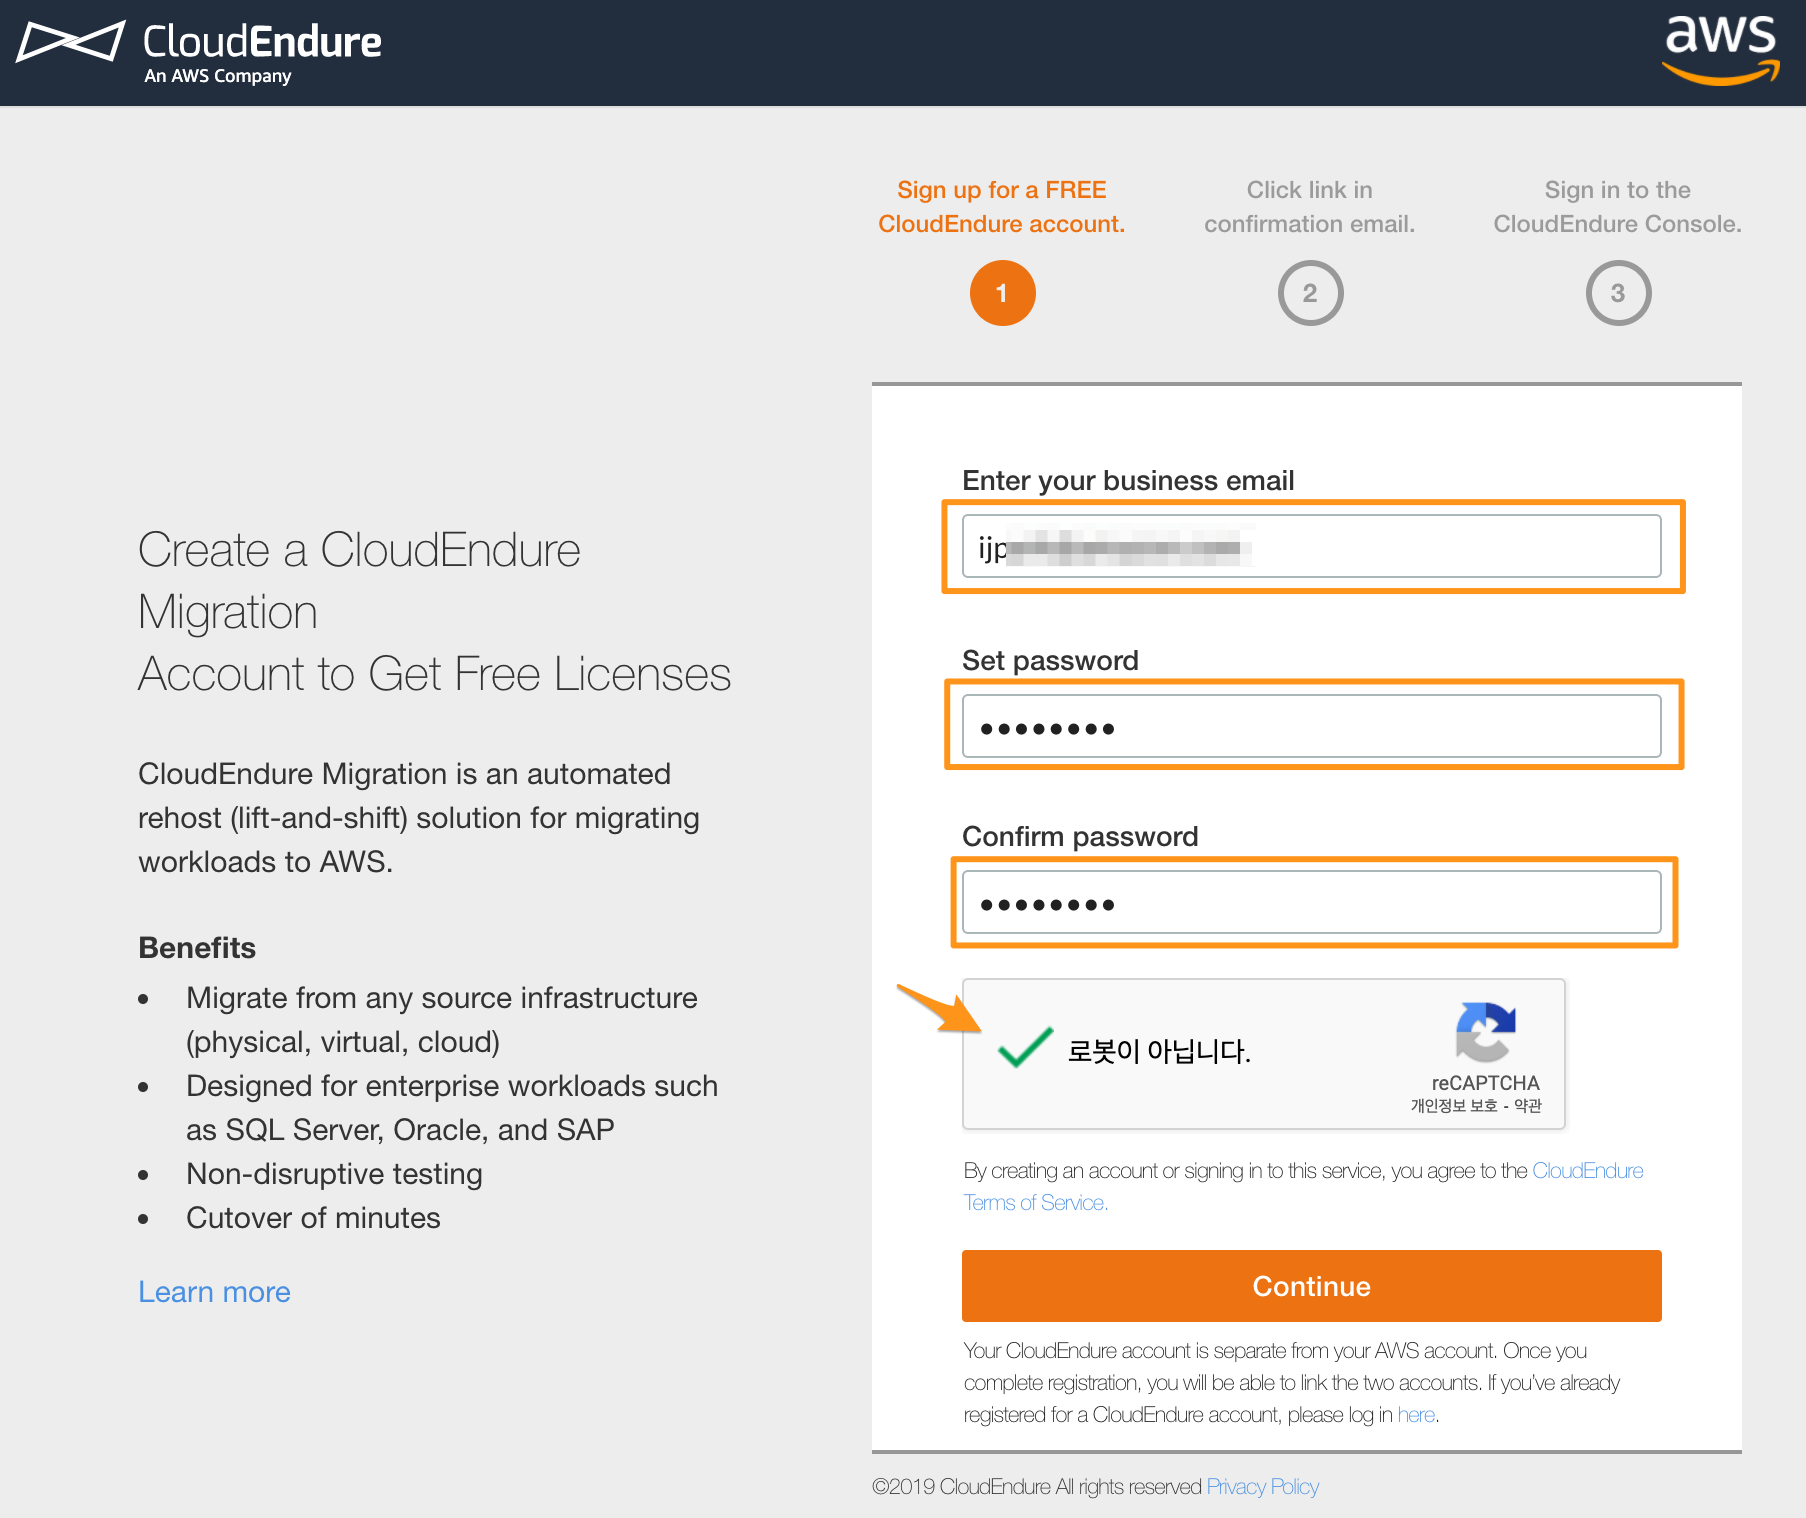 CloudEndure
An AWS Company
aws
Sign up for a FREE
CloudEndure account.
1
Click link in
confirmation email.
2
Sign in to the
CloudEndure Console.
3
Create a CloudEndure
Migration
Account to Get Free Licenses
CloudEndure Migration is an automated
rehost (lift-and-shift) solution for migrating
workloads to AWS.
Benefits
• Migrate from any source infrastructure
(physical, virtual, cloud)
• Designed for enterprise workloads such
as SQL Server, Oracle, and SAP
• Non-disruptive testing
• Cutover of minutes
Learn more
Enter your business email
ijp
Set password
••••••••
Confirm password
••••••••
로봇이 아닙니다.
reCAPTCHA
개인정보 보호 - 약관
By creating an account or signing in to this service, you agree to the CloudEndure
Terms of Service.
Continue
Your CloudEndure account is separate from your AWS account. Once you
complete registration, you will be able to link the two accounts. If you've already
registered for a CloudEndure account, please log in here.
©2019 CloudEndure All rights reserved Privacy Policy